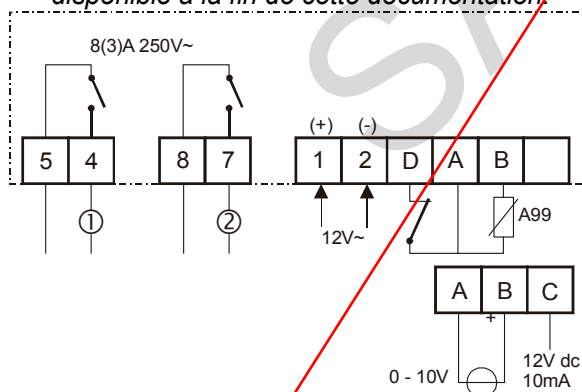 disponible à la fin de cette documentation.
8(3)A 250V~
(+) (-)
5 4 8 7 1 2 D A B
① ② 12V~ A99
A B C
+
0 - 10V 12V dc
10mA